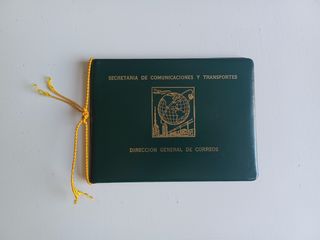 SECRETARIA DE COMUNICACIONES Y TRANSPORTES
DIRECCION GENERAL DE CORREOS